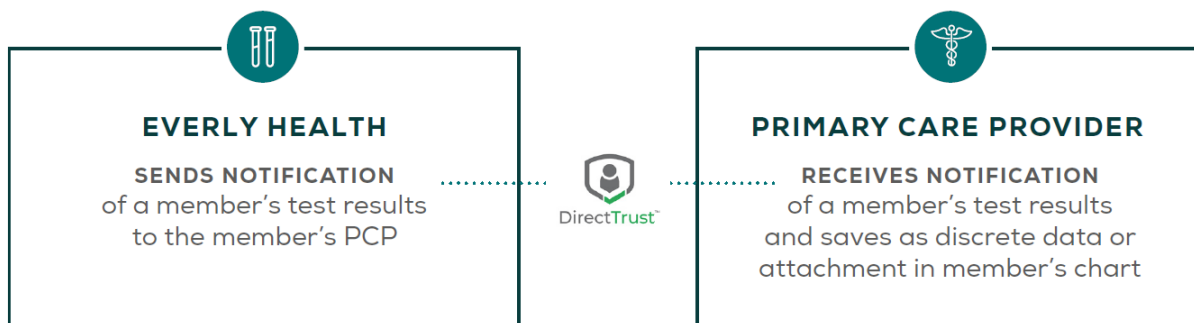 EVERLY HEALTH
SENDS NOTIFICATION
of a member's test results
to the member's PCP
DirectTrust™
PRIMARY CARE PROVIDER
RECEIVES NOTIFICATION
of a member's test results
and saves as discrete data or
attachment in member's chart